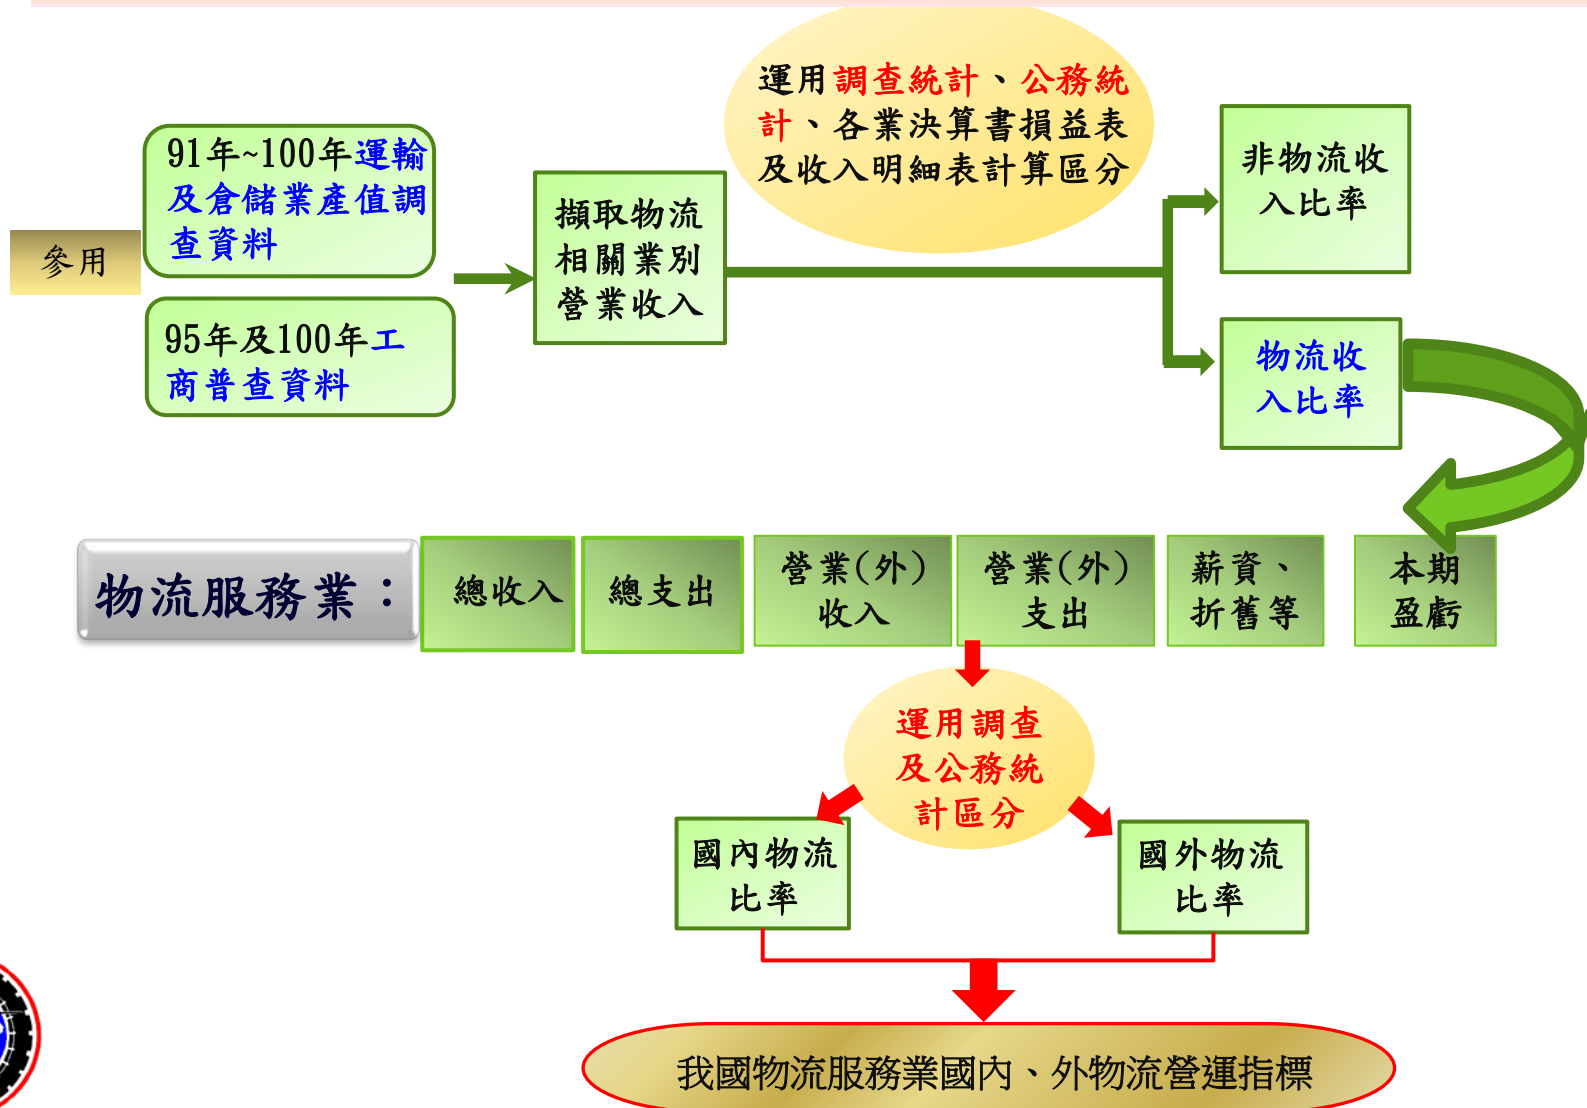 運用調查統計、公務統
計、各業決算書損益表
及收入明細表計算區分
參用
91年~100年運輸
及倉儲業產值調
查資料
95年及100年工
商普查資料
擷取物流
相關業別
營業收入
非物流收
入比率
物流收
入比率
物流服務業：
總收入
總支出
營業(外)
收入
營業(外)
支出
薪資、
折舊等
本期
盈虧
運用調查
及公務統
計區分
國內物流
比率
國外物流
比率
我國物流服務業國內、外物流營運指標